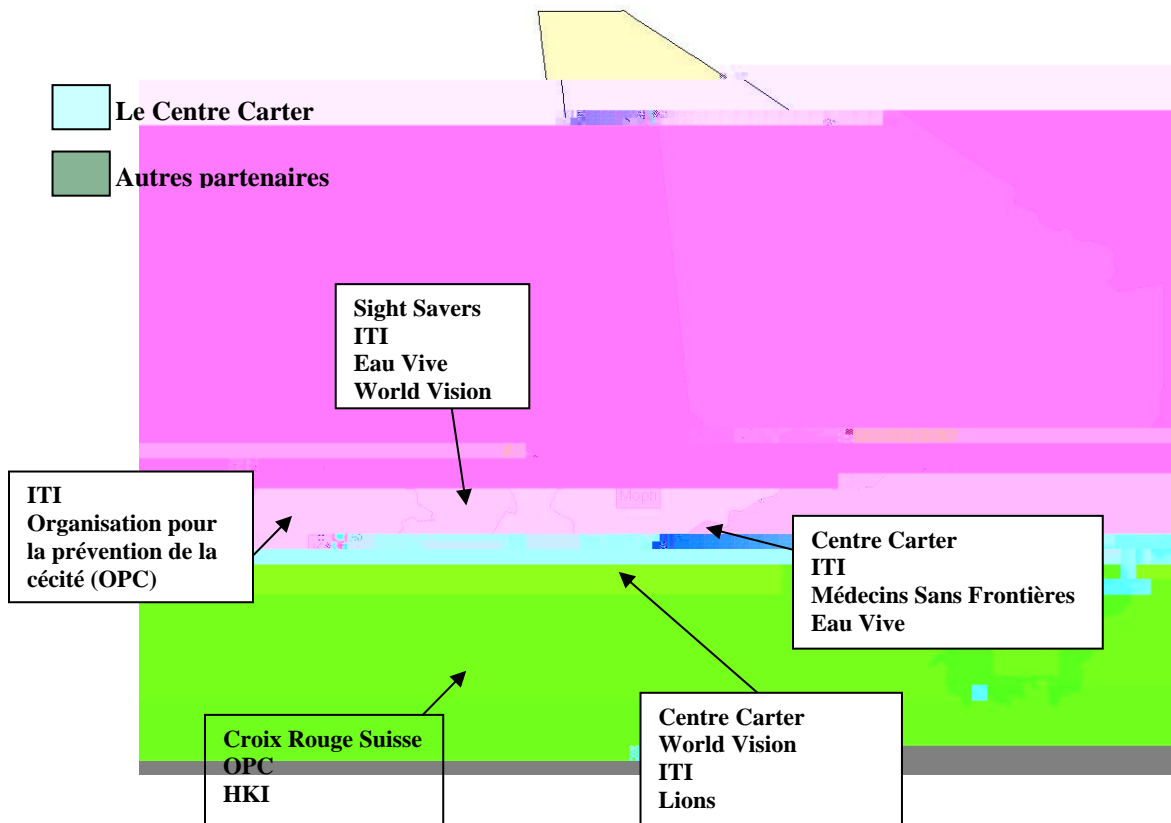 Le Centre Carter
Autres partenaires
Sight Savers
ITI
Eau Vive
World Vision
ITI
Organisation pour
la prévention de la
cécité (OPC)
Mopti
Centre Carter
ITI
Médecins Sans Frontières
Eau Vive
Croix Rouge Suisse
OPC
HKI
Centre Carter
World Vision
ITI
Lions